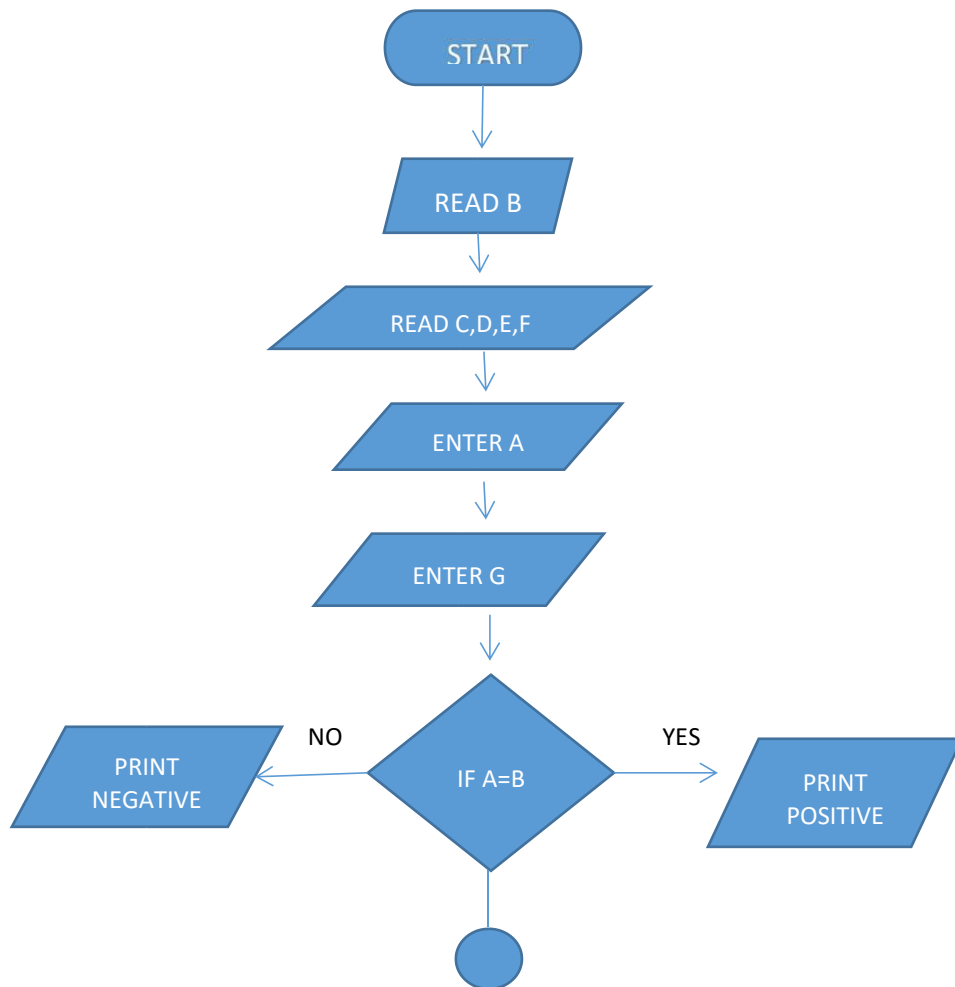 START
READ B
READ C,D,E,F
ENTER A
ENTER G
NO
YES
PRINT
NEGATIVE
IF A=B
PRINT
POSITIVE